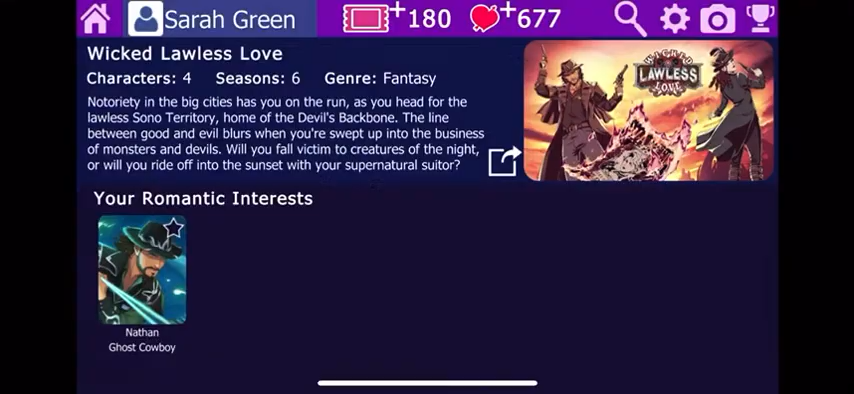 Sarah Green
+180
+677
Wicked Lawless Love
Characters: 4 Seasons: 6 Genre: Fantasy
Notoriety in the big cities has you on the run, as you head for the
lawless Sono Territory, home of the Devil's Backbone. The line
between good and evil blurs when you're swept up into the business
of monsters and devils. Will you fall victim to creatures of the night,
or will you ride off into the sunset with your supernatural suitor?
WICKED
LAWLESS
LOVE
Your Romantic Interests
Nathan
Ghost Cowboy